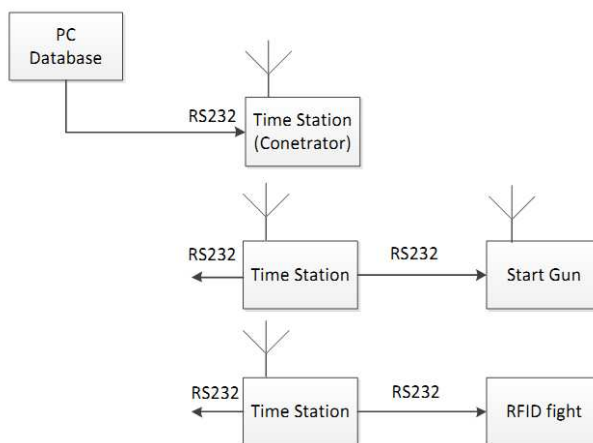 PC
Database
RS232
Time Station
(Conetrator)
RS232
Time Station
RS232
Start Gun
RS232
Time Station
RS232
RFID fight